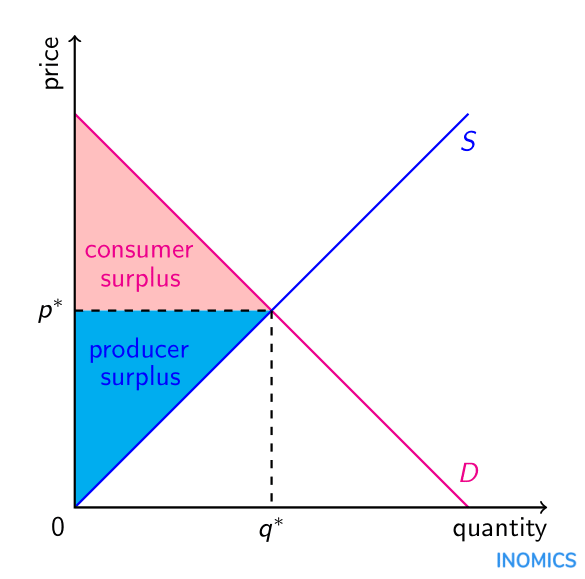 price
S
consumer
surplus
p*
producer
surplus
D
0
q*
quantity
INOMICS